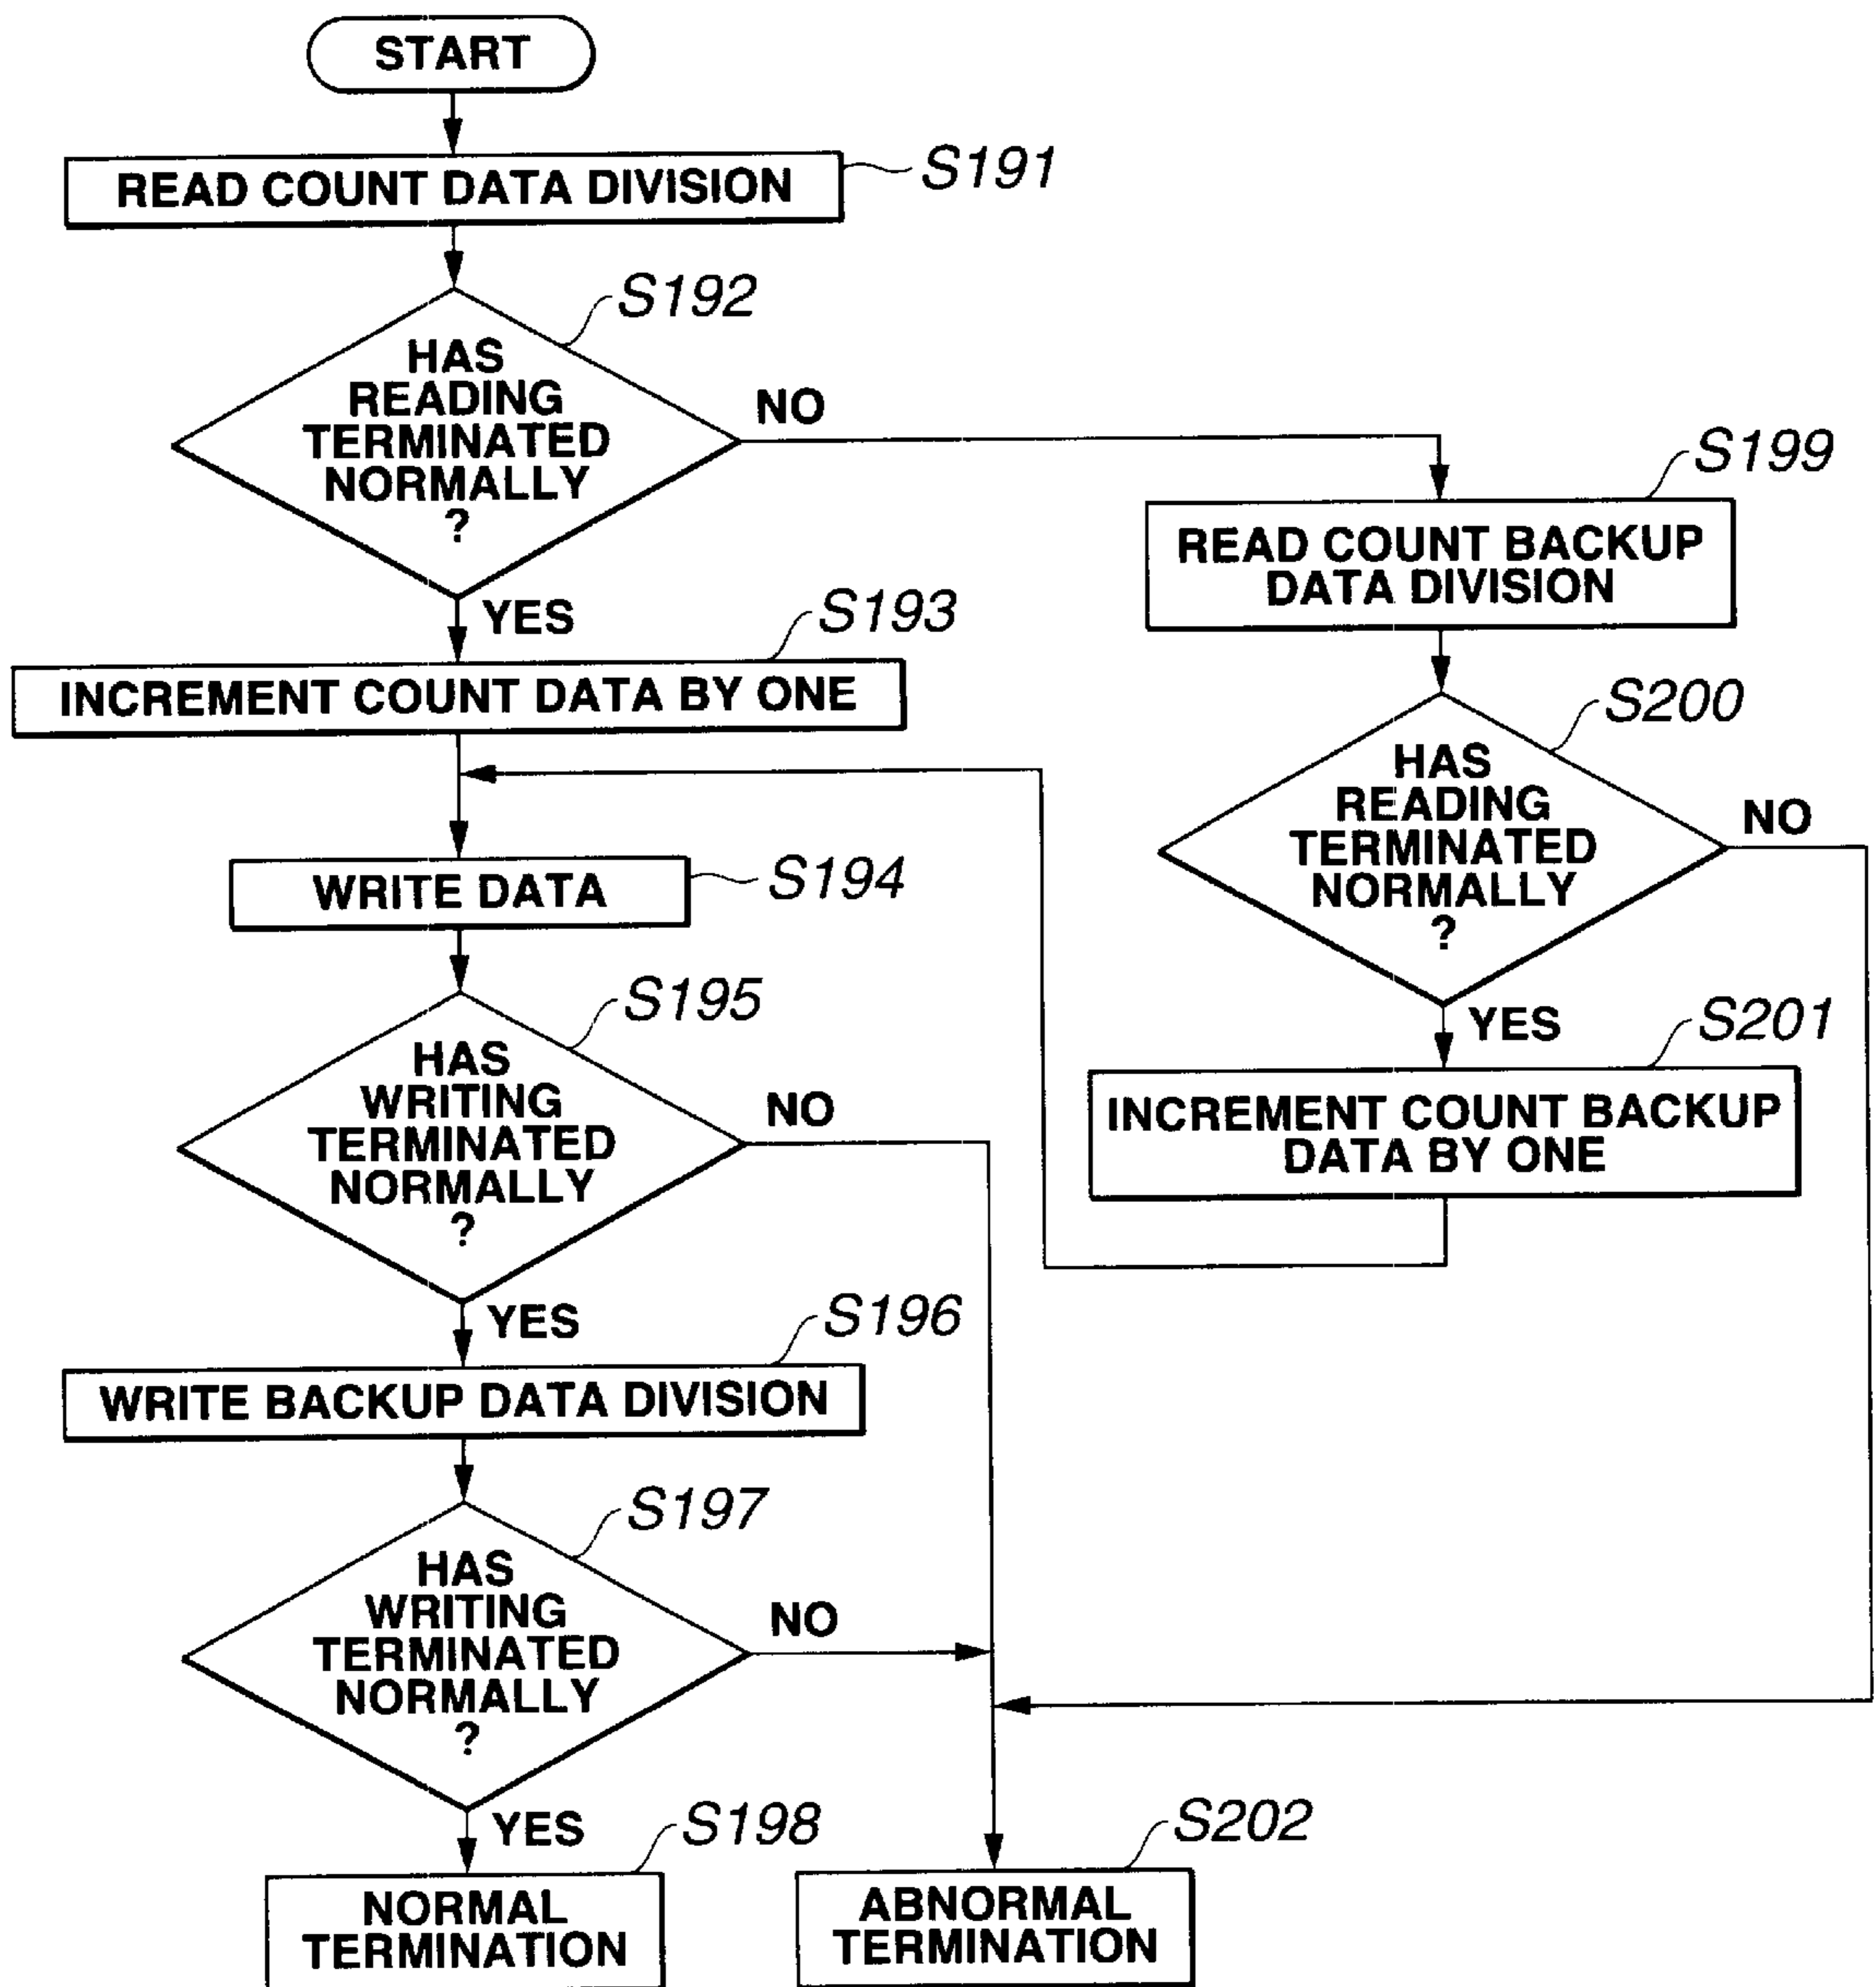 START
READ COUNT DATA DIVISION
S191
S192
HAS
READING
TERMINATED
NORMALLY
?
NO
YES
S193
INCREMENT COUNT DATA BY ONE
S194
WRITE DATA
S195
HAS
WRITING
TERMINATED
NORMALLY
?
NO
YES
S196
WRITE BACKUP DATA DIVISION
S197
HAS
WRITING
TERMINATED
NORMALLY
?
NO
YES
S198
NORMAL
TERMINATION
S199
READ COUNT BACKUP
DATA DIVISION
S200
HAS
READING
TERMINATED
NORMALLY
?
NO
YES
S201
INCREMENT COUNT BACKUP
DATA BY ONE
S202
ABNORMAL
TERMINATION